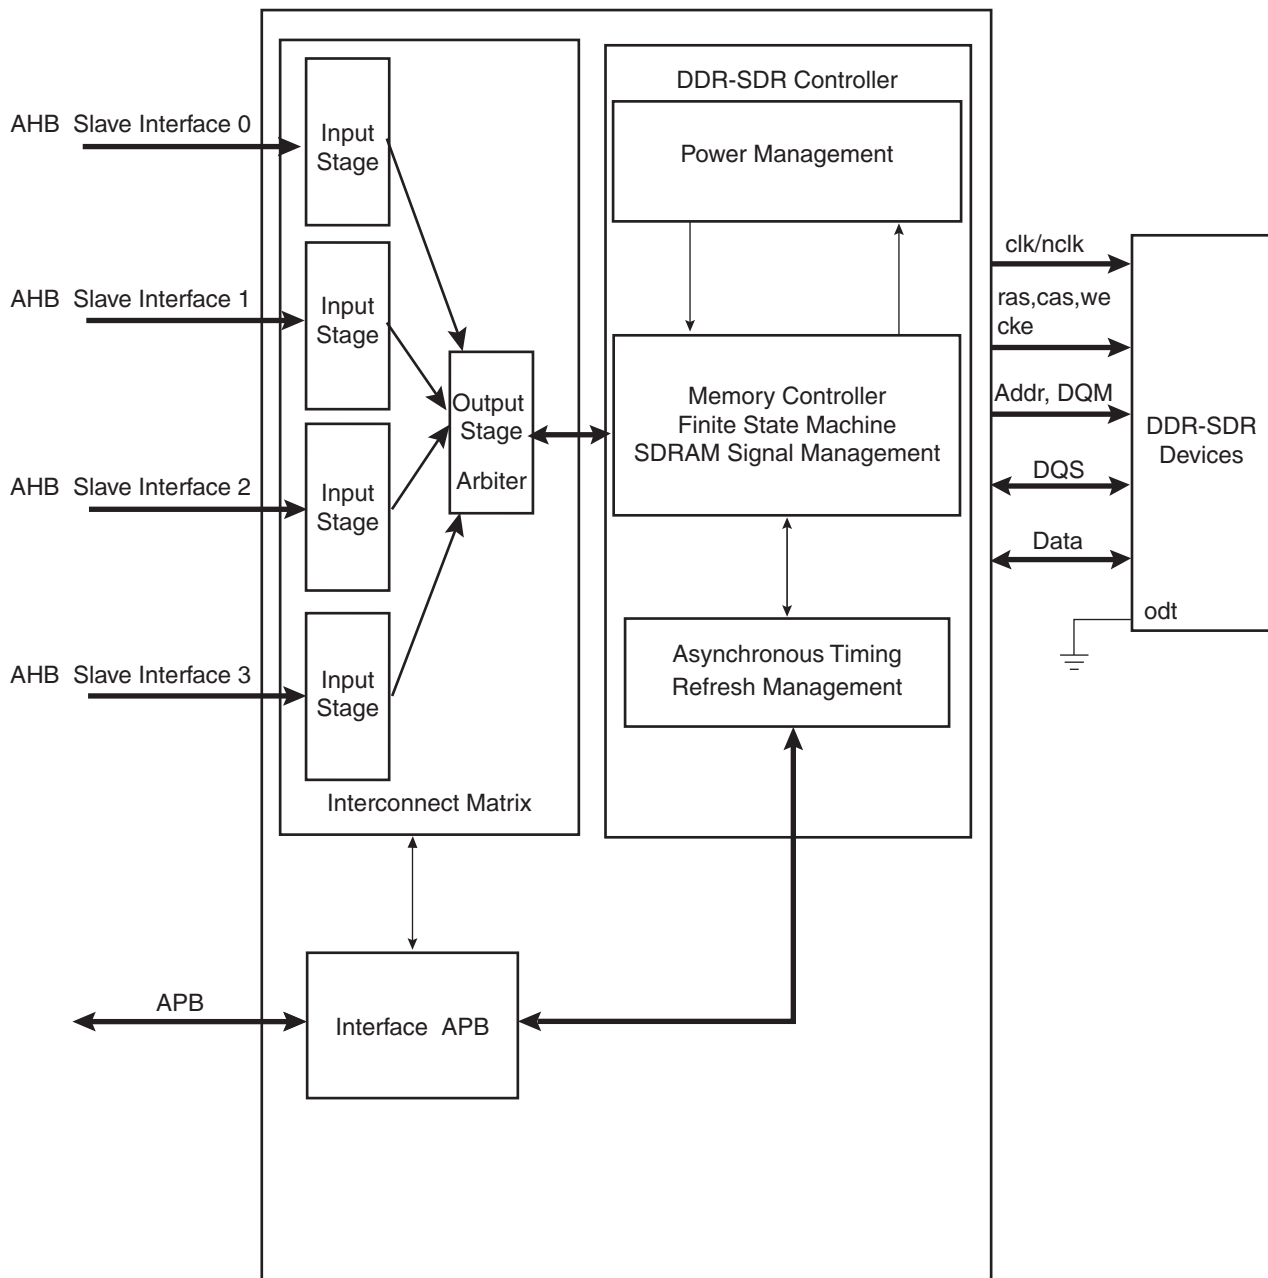 AHB Slave Interface 0
AHB Slave Interface 1
AHB Slave Interface 2
AHB Slave Interface 3
APB
Input
Stage
Input
Stage
Input
Stage
Input
Stage
Output
Stage
Arbiter
Interconnect Matrix
Interface APB
DDR-SDR Controller
Power Management
Memory Controller
Finite State Machine
SDRAM Signal Management
Asynchronous Timing
Refresh Management
clk/nclk
ras,cas,we
cke
Addr, DQM
DQS
Data
DDR-SDR
Devices
odt